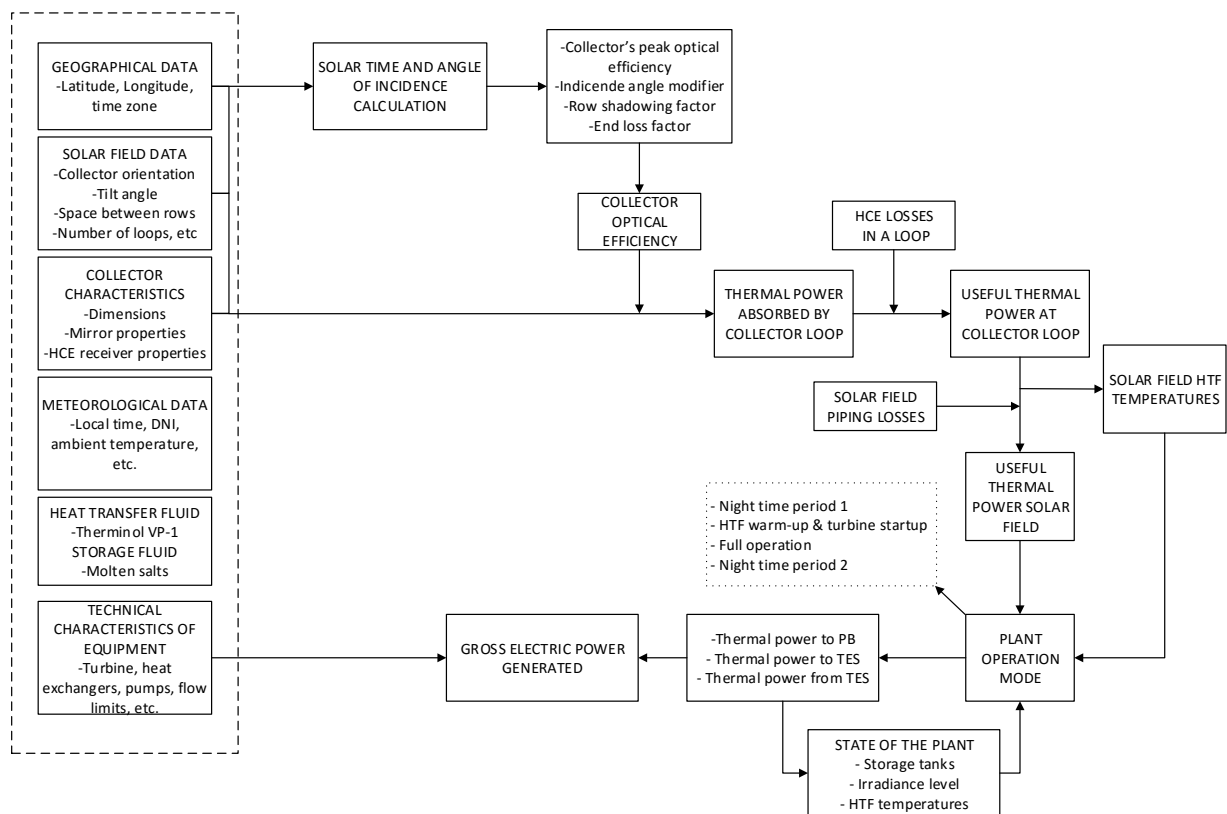 GEOGRAPHICAL DATA
-Latitude, Longitude,
time zone
SOLAR TIME AND ANGLE
OF INCIDENCE
CALCULATION
-Collector's peak optical
efficiency
-Indicende angle modifier
-Row shadowing factor
-End loss factor
SOLAR FIELD DATA
-Collector orientation
-Tilt angle
-Space between rows
-Number of loops, etc
COLLECTOR
OPTICAL
EFFICIENCY
HCE LOSSES
IN A LOOP
COLLECTOR
CHARACTERISTICS
-Dimensions
-Mirror properties
-HCE receiver properties
THERMAL POWER
ABSORBED BY
COLLECTOR LOOP
USEFUL THERMAL
POWER AT
COLLECTOR LOOP
SOLAR FIELD HTF
TEMPERATURES
METEOROLOGICAL DATA
-Local time, DNI,
ambient temperature,
etc.
SOLAR FIELD
PIPING LOSSES
USEFUL
THERMAL
POWER SOLAR
FIELD
HEAT TRANSFER FLUID
-Therminol VP-1
STORAGE FLUID
-Molten salts
- Night time period 1
- HTF warm-up & turbine startup
- Full operation
- Night time period 2
TECHNICAL
CHARACTERISTICS OF
EQUIPMENT
-Turbine, heat
exchangers, pumps, flow
limits, etc.
GROSS ELECTRIC POWER
GENERATED
-Thermal power to PB
- Thermal power to TES
- Thermal power from TES
PLANT
OPERATION
MODE
STATE OF THE PLANT
- Storage tanks
- Irradiance level
- HTF temperatures